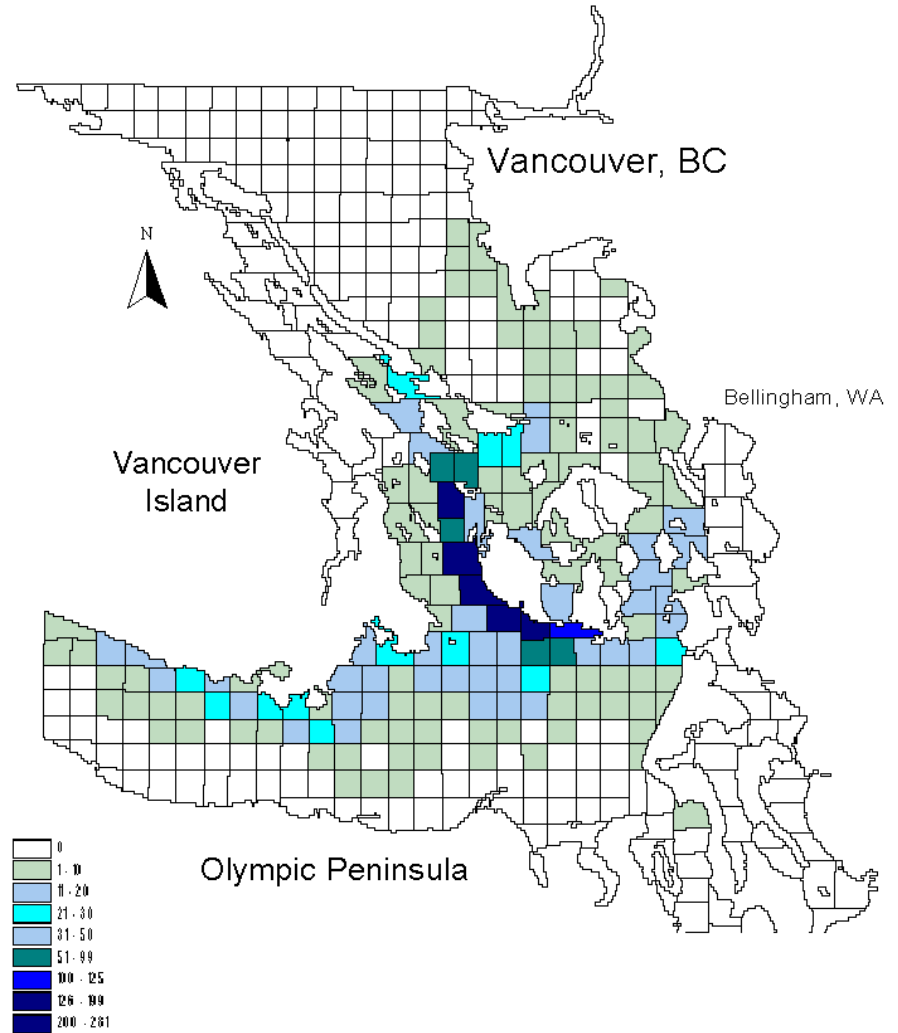 Vancouver, BC
N
Bellingham, WA
Vancouver
Island
Olympic Peninsula
0
1 - 10
11 - 20
21 - 30
31 - 50
51 - 99
100 - 125
126 - 199
200 - 261